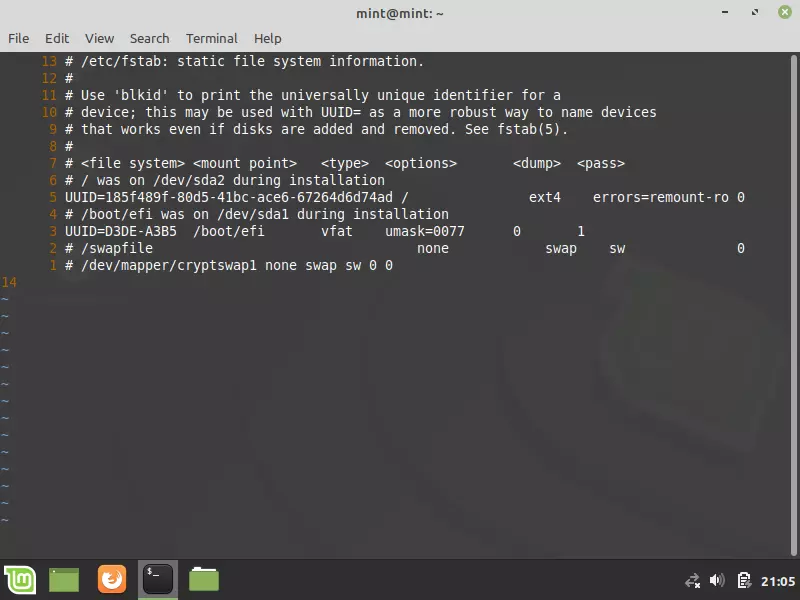 mint@mint: ~
File Edit View Search Terminal Help
13 # /etc/fstab: static file system information.
12 #
11 # Use 'blkid' to print the universally unique identifier for a
10 # device; this may be used with UUID= as a more robust way to name devices
9 # that works even if disks are added and removed. See fstab(5).
8 #
7 # <file system> <mount point>   <type>  <options>       <dump>  <pass>
6 # / was on /dev/sda2 during installation
5 UUID=185f489f-80d5-41bc-ace6-67264d6d74ad /               ext4    errors=remount-ro 0
4 # /boot/efi was on /dev/sda1 during installation
3 UUID=D3DE-A3B5  /boot/efi       vfat    umask=0077      0       1
2 # /swapfile                                 none            swap    sw              0
1 # /dev/mapper/cryptswap1 none swap sw 0 0
14
~
~
~
~
~
~
~
~
~
~
~
~
~
~
$_
21:05